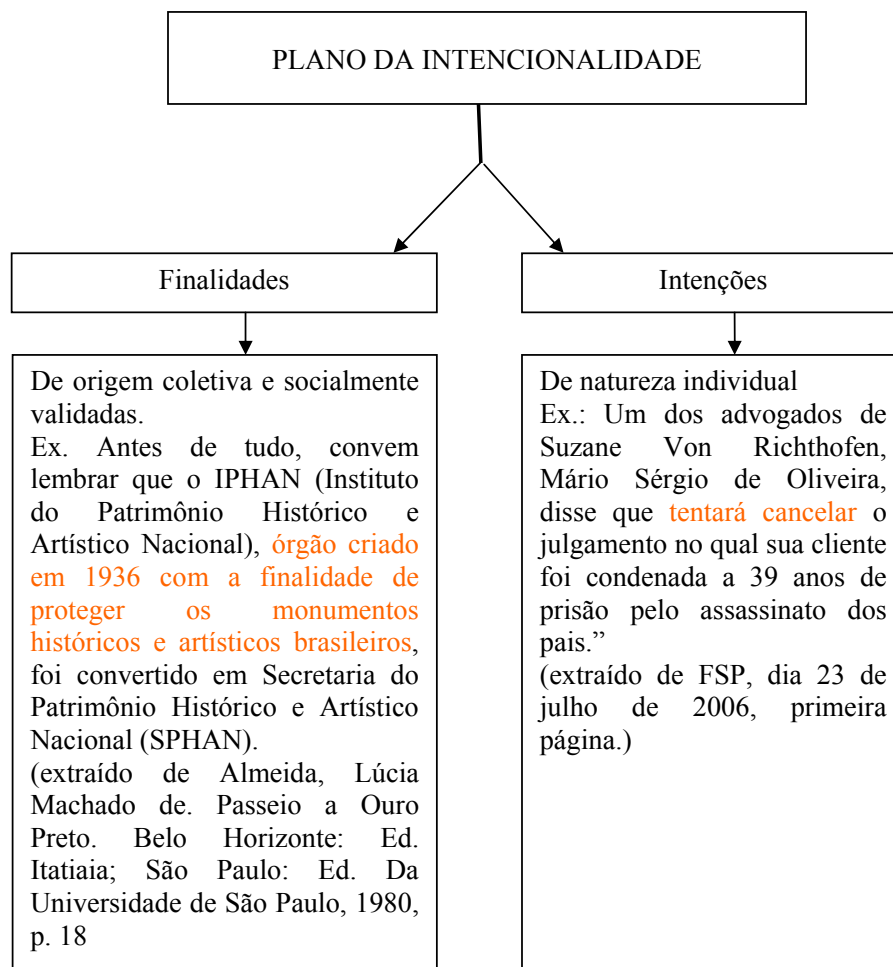 PLANO DA INTENCIONALIDADE
Finalidades
De origem coletiva e socialmente
validadas.
Ex. Antes de tudo, convem
lembrar que o IPHAN (Instituto
do Patrimônio Histórico e
Artístico Nacional), órgão criado
em 1936 com a finalidade de
proteger os monumentos
históricos e artísticos brasileiros,
foi convertido em Secretaria do
Patrimônio Histórico e Artístico
Nacional (SPHAN).
(extraído de Almeida, Lúcia
Machado de. Passeio a Ouro
Preto. Belo Horizonte: Ed.
Itatiaia; São Paulo: Ed. Da
Universidade de São Paulo, 1980,
p. 18
Intenções
De natureza individual
Ex.: Um dos advogados de
Suzane Von Richthofen,
Mário Sérgio de Oliveira,
disse que tentará cancelar o
julgamento no qual sua cliente
foi condenada a 39 anos de
prisão pelo assassinato dos
pais.”
(extraído de FSP, dia 23 de
julho de 2006, primeira
página.)